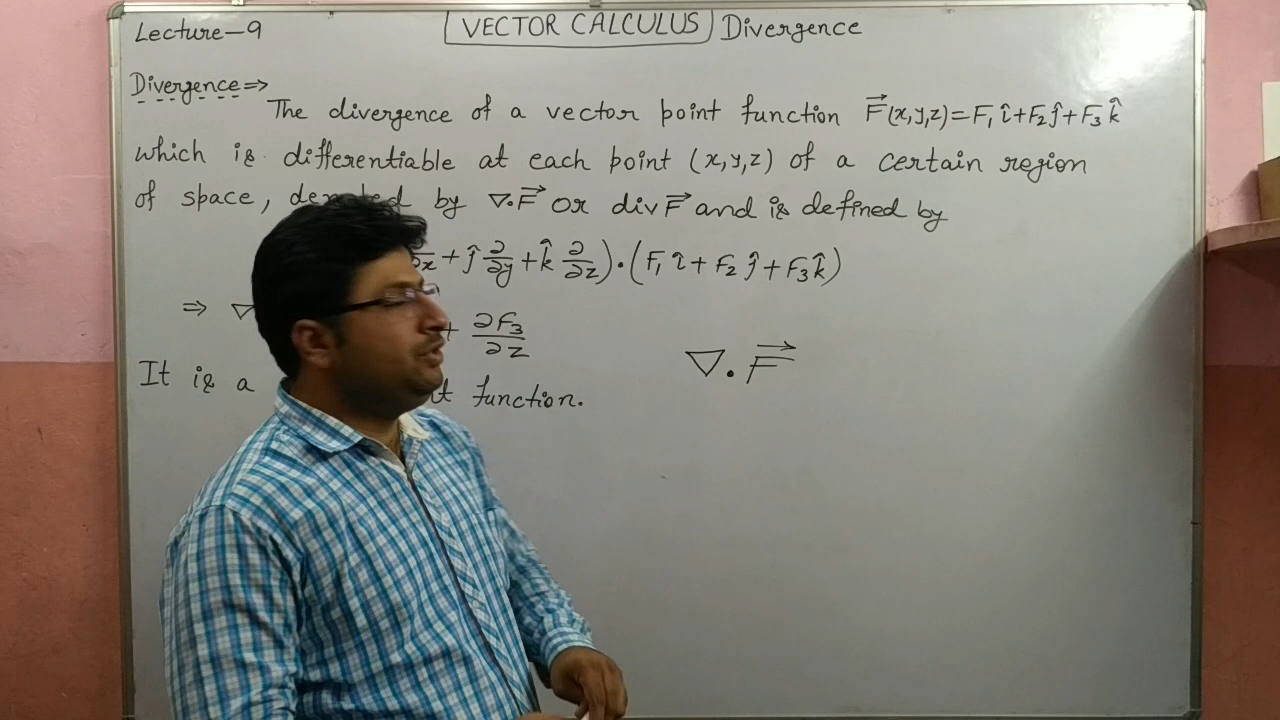 Lecture-9
VECTOR CALCULUS Divergence
Divergence⇒
The divergence of a vector point function F⃗(x,y,z)=F₁î+F₂ĵ+F₃k̂
which is differentiable at each point (x,y,z) of a certain region
of space, by ∇.F⃗ or div F⃗ and is defined by
∂x + ĵ ∂/∂y + k̂ ∂/∂z)·(F₁î+F₂ĵ+F₃k̂)
⇒ ∇ + ∂F₃/∂z
∇.F⃗
It is a function.